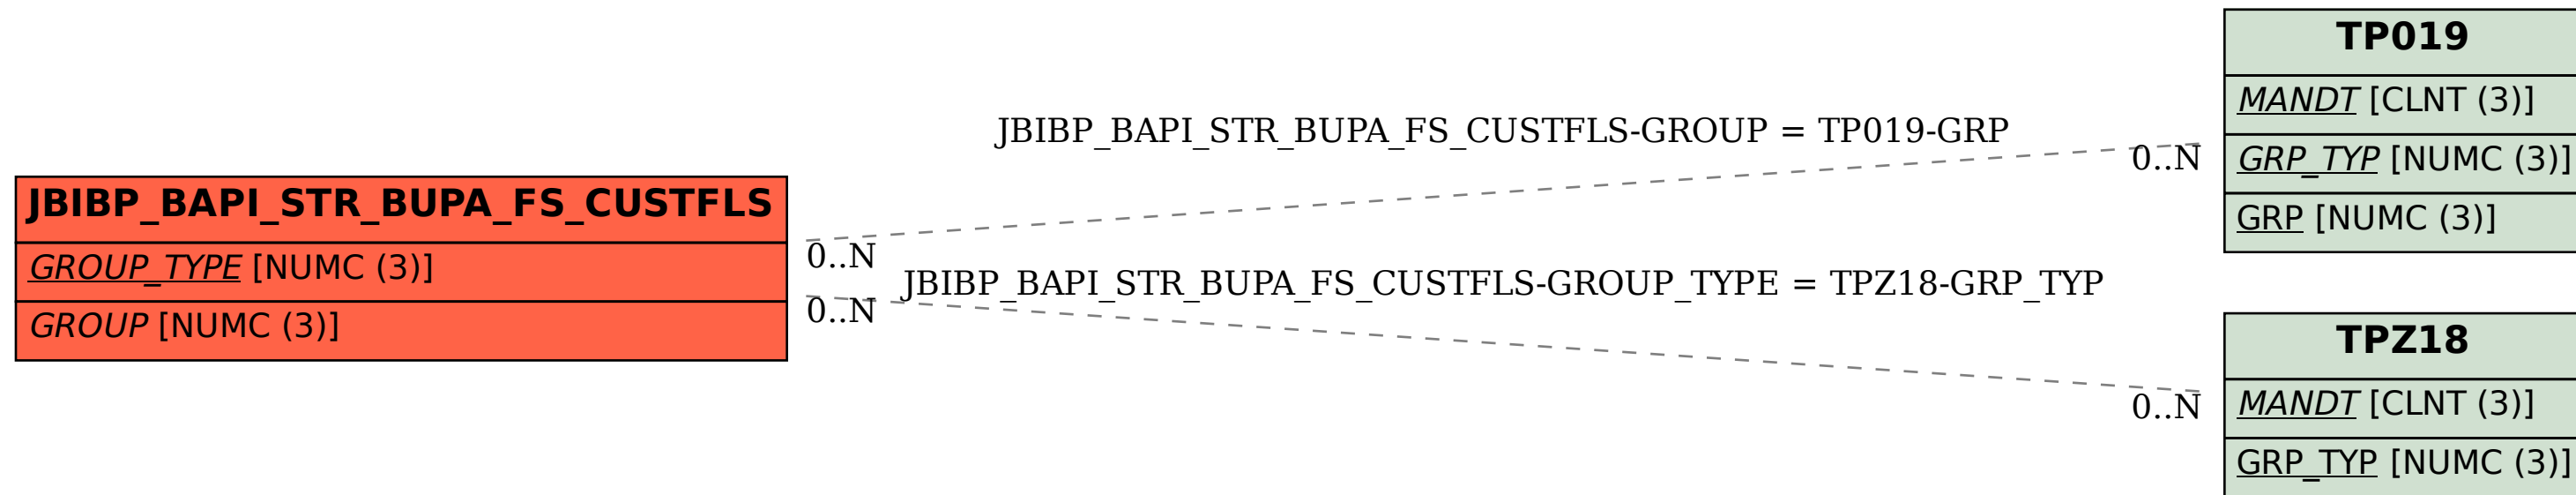 JBIBP_BAPI_STR_BUPA_FS_CUSTFLS
GROUP_TYPE [NUMC (3)]
GROUP [NUMC (3)]
JBIBP_BAPI_STR_BUPA_FS_CUSTFLS-GROUP = TP019-GRP
0..N
0..N
JBIBP_BAPI_STR_BUPA_FS_CUSTFLS-GROUP_TYPE = TPZ18-GRP_TYP
0..N
0..N
TP019
MANDT [CLNT (3)]
GRP_TYP [NUMC (3)]
GRP [NUMC (3)]
TPZ18
MANDT [CLNT (3)]
GRP_TYP [NUMC (3)]